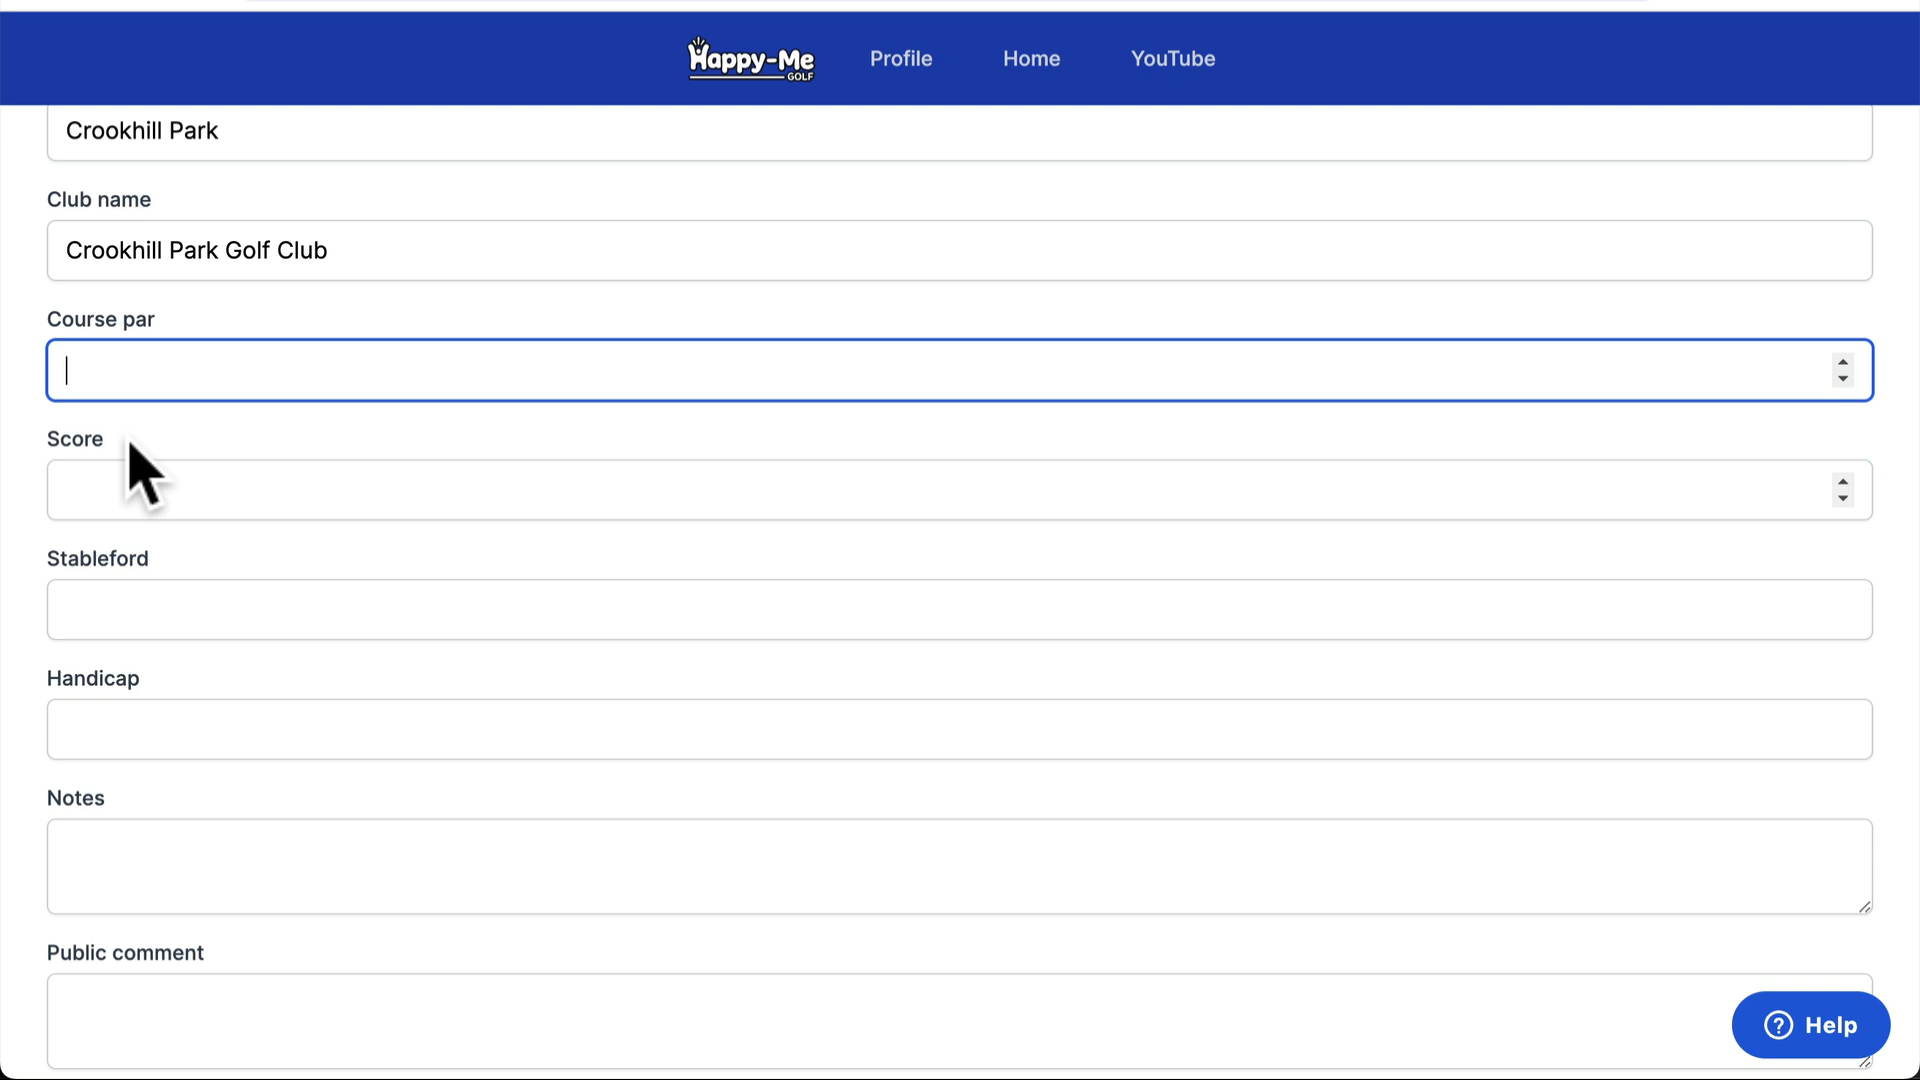 Happy-Me
GOLF
Profile
Home
YouTube
Crookhill Park
Club name
Crookhill Park Golf Club
Course par
Score
Stableford
Handicap
Notes
Public comment
? Help